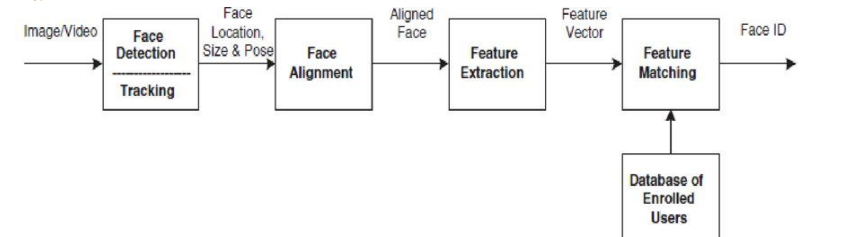 Image/Video
Face
Detection
Tracking
Face
Location,
Size & Pose
Face
Alignment
Aligned
Face
Feature
Extraction
Feature
Vector
Feature
Matching
Face ID
Database of
Enrolled
Users